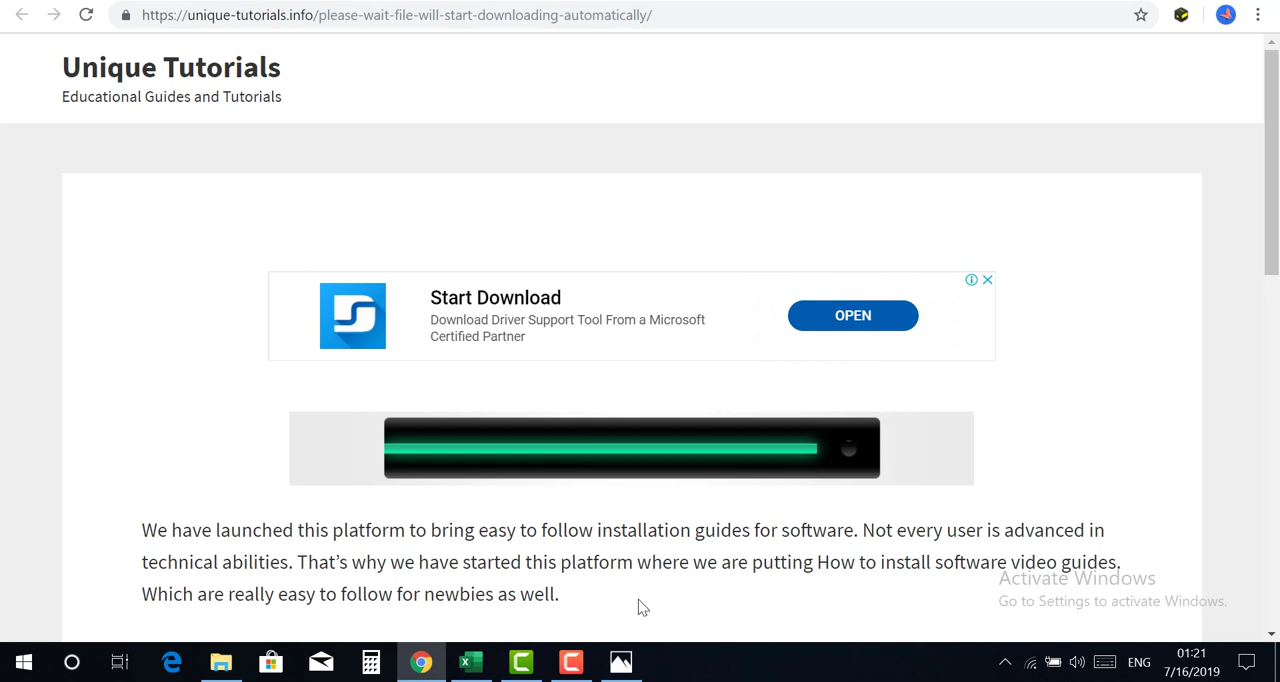 https://unique-tutorials.info/please-wait-file-will-start-downloading-automatically/
Unique Tutorials
Educational Guides and Tutorials
Start Download
Download Driver Support Tool From a Microsoft
Certified Partner
OPEN
We have launched this platform to bring easy to follow installation guides for software. Not every user is advanced in
technical abilities. That’s why we have started this platform where we are putting How to install software video guides.
Which are really easy to follow for newbies as well.
Activate Windows
Go to Settings to activate Windows.
ENG
01:21
7/16/2019